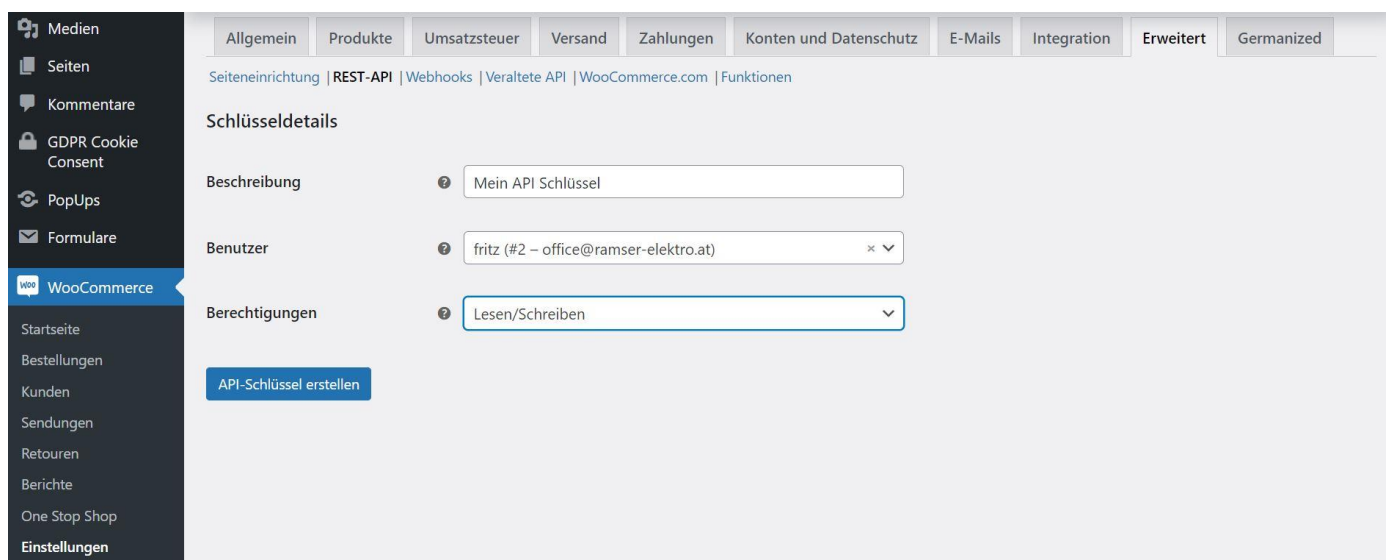 Medien
Seiten
Kommentare
GDPR Cookie
Consent
PopUps
Formulare
Woo WooCommerce
Startseite
Bestellungen
Kunden
Sendungen
Retouren
Berichte
One Stop Shop
Einstellungen
Allgemein Produkte Umsatzsteuer Versand Zahlungen Konten und Datenschutz E-Mails Integration Erweitert Germanized
Seiteneinrichtung | REST-API | Webhooks | Veraltete API | WooCommerce.com | Funktionen
Schlüsseldetails
Beschreibung ? Mein API Schlüssel
Benutzer ? fritz (#2 – office@ramser-elektro.at) ×
Berechtigungen ? Lesen/Schreiben
API-Schlüssel erstellen